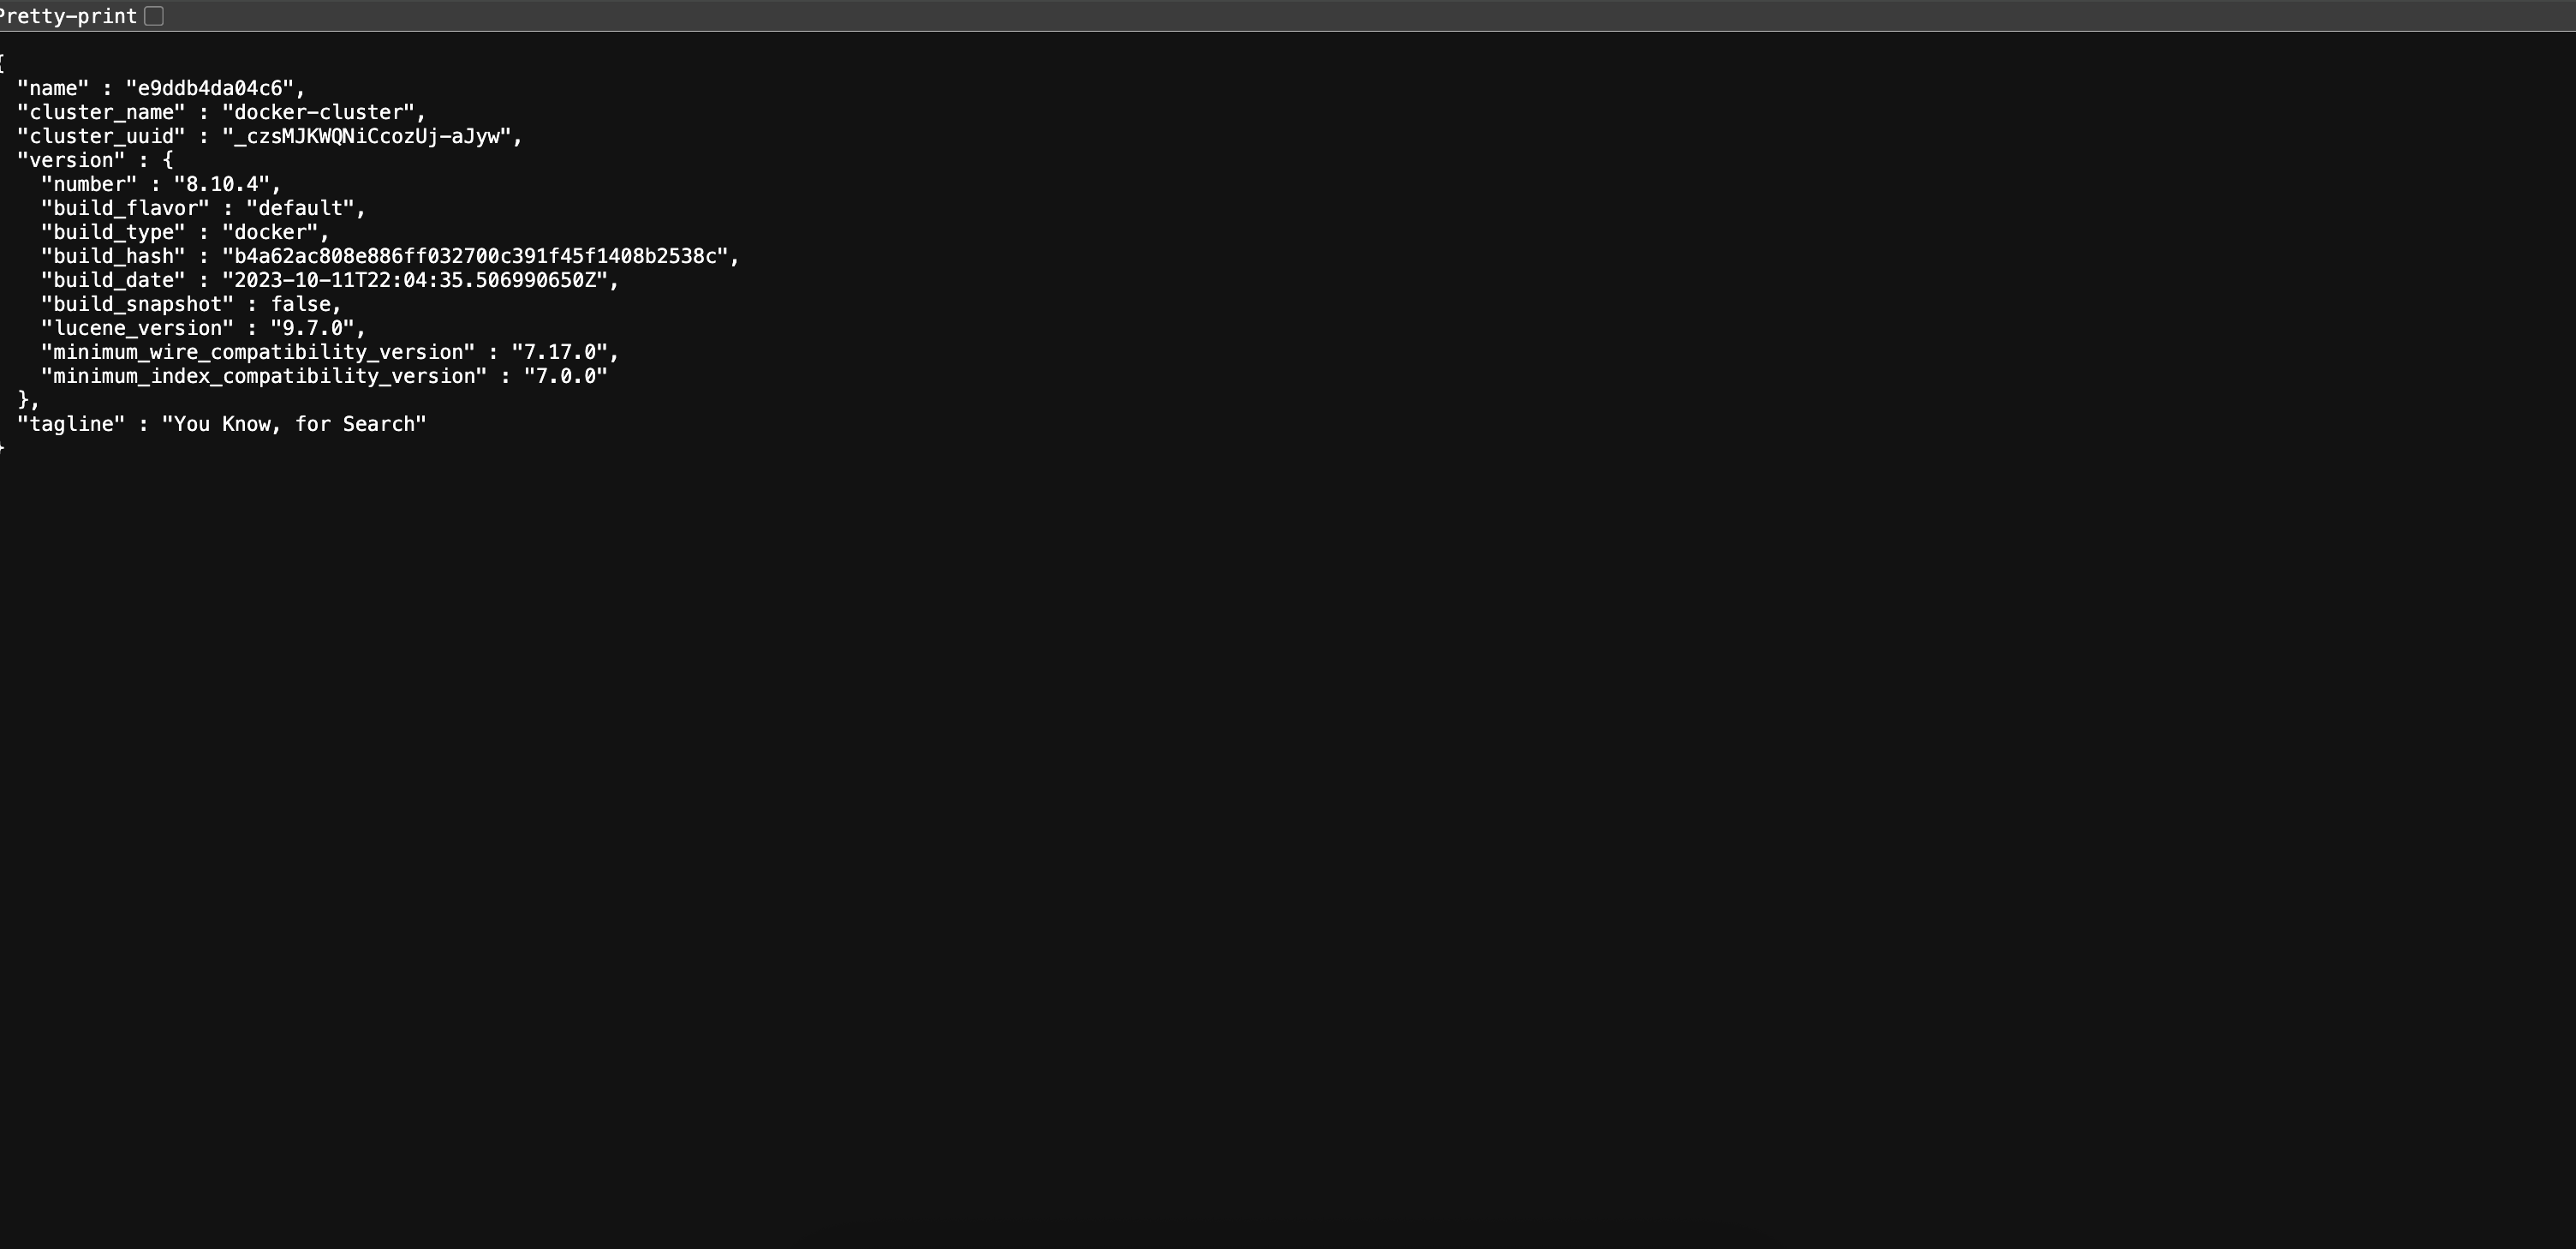 Pretty-print
{
"name" : "e9ddb4da04c6",
"cluster_name" : "docker-cluster",
"cluster_uuid" : "_czsMJKWQNiCcozUj-aJyw",
"version" : {
"number" : "8.10.4",
"build_flavor" : "default",
"build_type" : "docker",
"build_hash" : "b4a62ac808e886ff032700c391f45f1408b2538c",
"build_date" : "2023-10-11T22:04:35.506990650Z",
"build_snapshot" : false,
"lucene_version" : "9.7.0",
"minimum_wire_compatibility_version" : "7.17.0",
"minimum_index_compatibility_version" : "7.0.0"
},
"tagline" : "You Know, for Search"
}